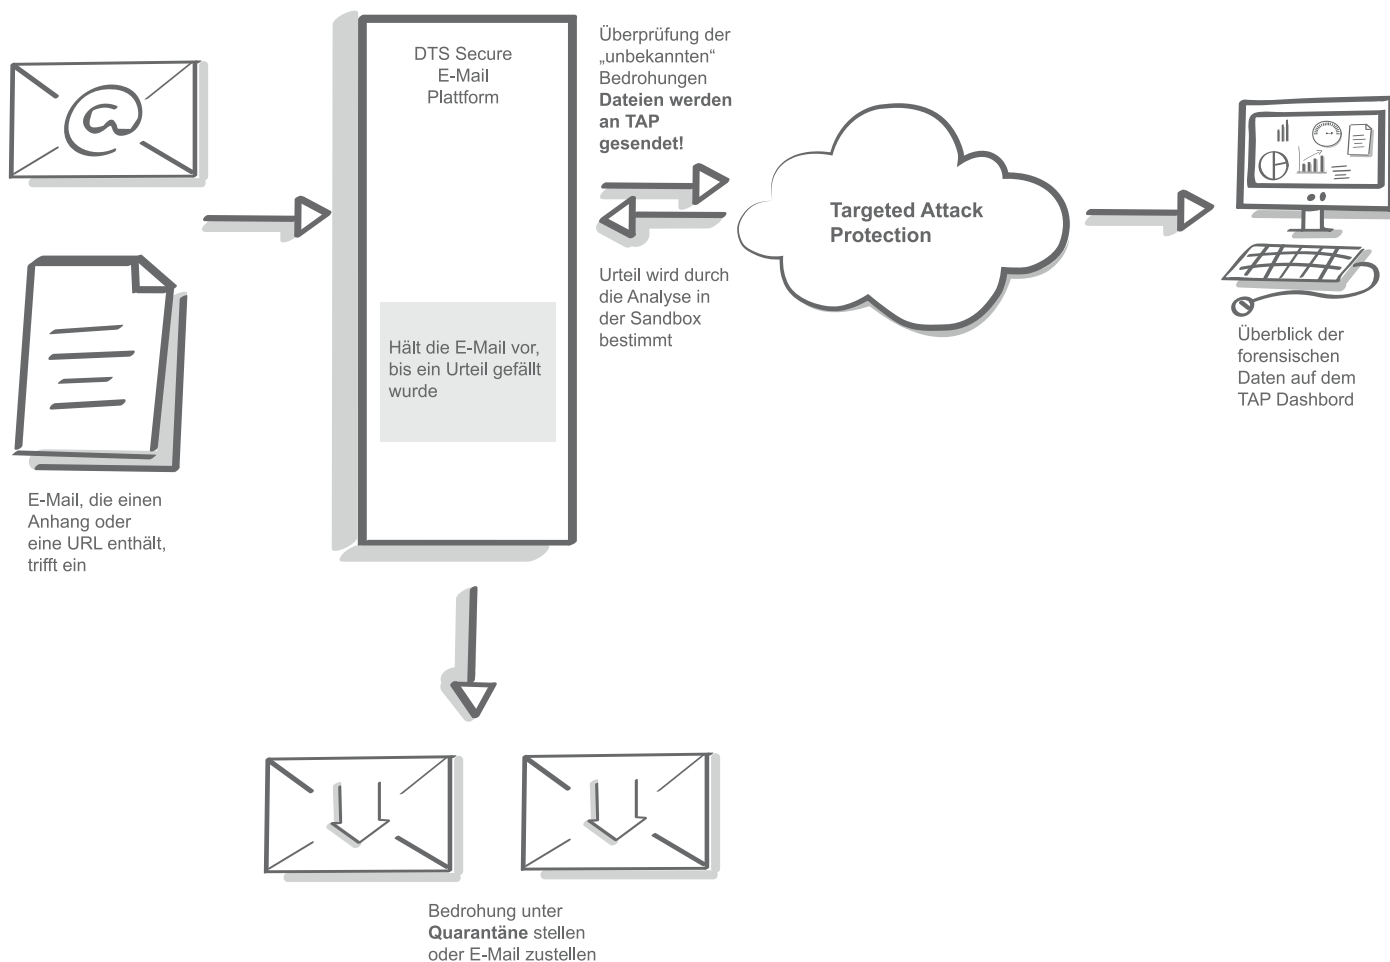 DTS Secure
E-Mail
Plattform
Überprüfung der
„unbekannten“
Bedrohungen
Dateien werden
an TAP
gesendet!
Targeted Attack
Protection
Urteil wird durch
die Analyse in
der Sandbox
bestimmt
Hält die E-Mail vor,
bis ein Urteil gefällt
wurde
Überblick der
forensischen
Daten auf dem
TAP Dashbord
E-Mail, die einen
Anhang oder
eine URL enthält,
trifft ein
Bedrohung unter
Quarantäne stellen
oder E-Mail zustellen